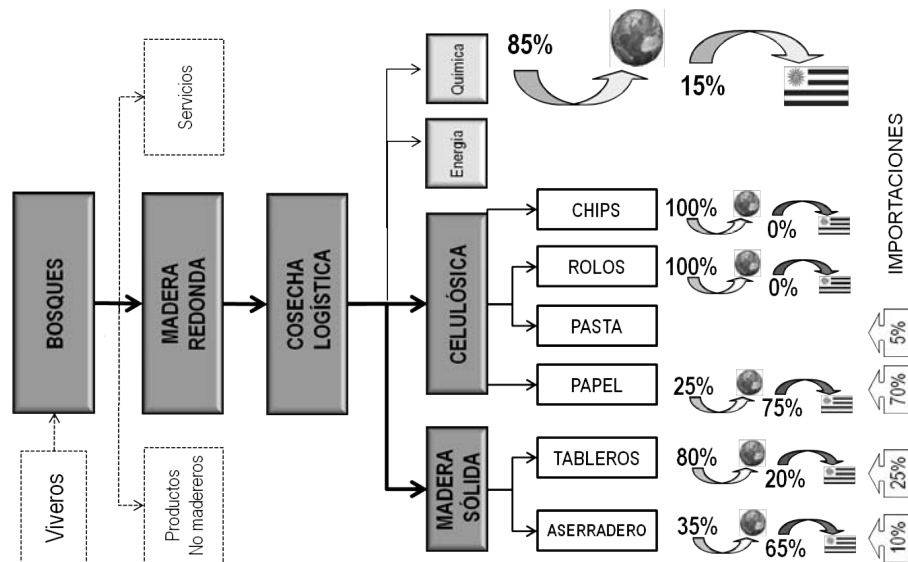 Química
85%
15%
Servicios
Energia
IMPORTACIONES
BOSQUES
MADERA
REDONDA
COSECHA
LOGÍSTICA
CELULÓSICA
CHIPS
100%
0%
ROLOS
100%
0%
PASTA
5%
PAPEL
25%
75%
70%
Viveros
Productos
No madereros
MADERA
SÓLIDA
TABLEROS
80%
20%
25%
ASERRADERO
35%
65%
10%